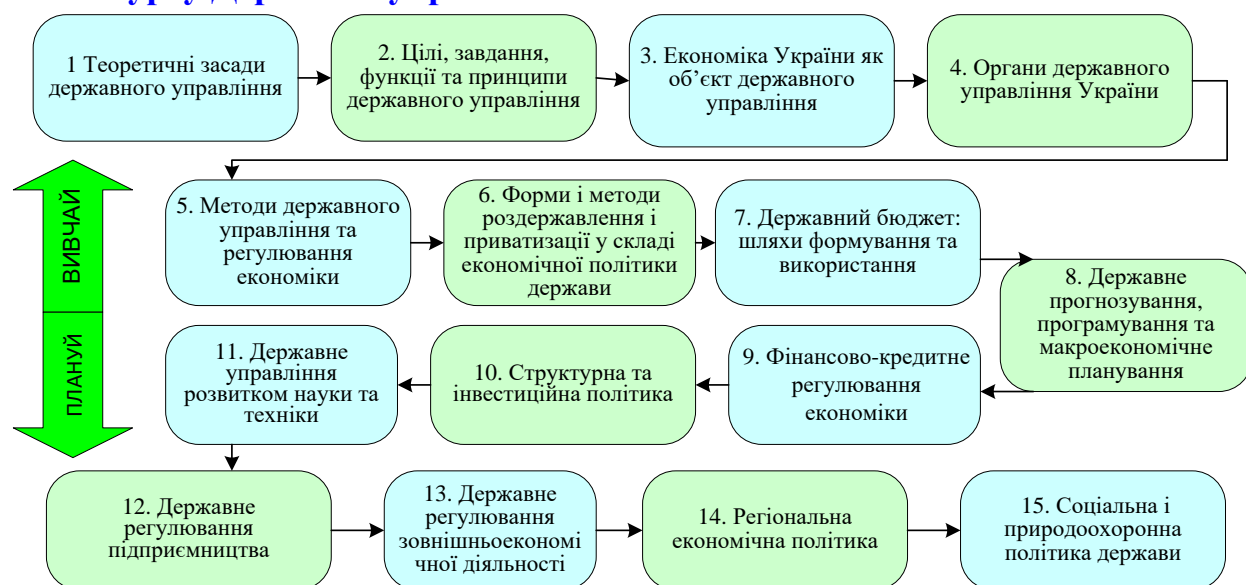 1 Теоретичні засади
державного управління
2. Цілі, завдання,
функції та принципи
державного управління
3. Економіка України як
об’єкт державного
управління
4. Органи державного
управління України
ВИВЧАЙ
ПЛАНУЙ
5. Методи державного
управління та
регулювання
економіки
6. Форми і методи
роздержавлення і
приватизації у складі
економічної політики
держави
7. Державний бюджет:
шляхи формування та
використання
8. Державне
прогнозування,
програмування та
макроекономічне
планування
9. Фінансово-кредитне
регулювання
економіки
10. Структурна та
інвестиційна політика
11. Державне
управління
розвитком науки та
техніки
12. Державне
регулювання
підприємництва
13. Державне
регулювання
зовнішньоекономі
чної діяльності
14. Регіональна
економічна політика
15. Соціальна і
природоохоронна
політика держави